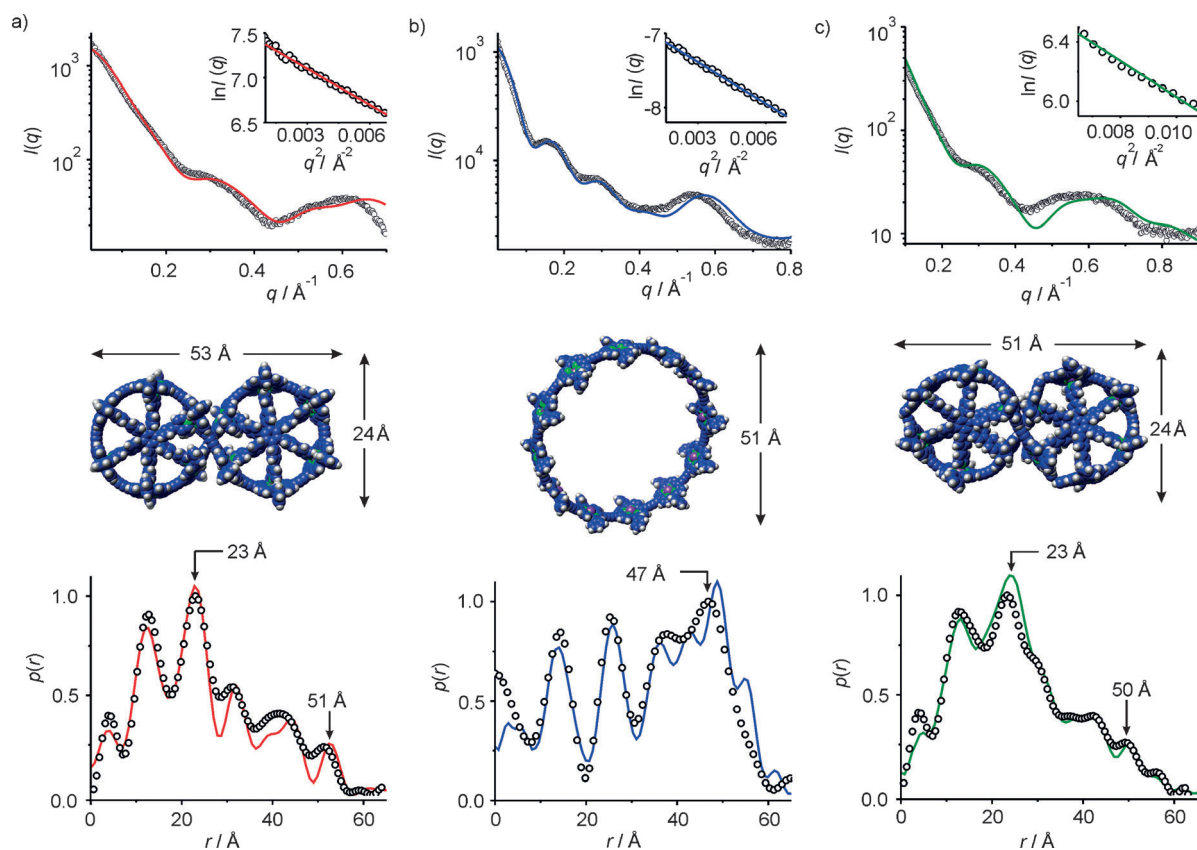 a)
10³
10²
I(q)
0.2
0.4
0.6
q / Å⁻¹
7.5
7.0
6.5
lnI (q)
0.003
0.006
q²/ Å⁻²
53 Å
24 Å
23 Å
51 Å
1.0
0.5
0.0
p(r)
0
20
40
60
r / Å
b)
10⁴
I(q)
0.0
0.2
0.4
0.6
0.8
q / Å⁻¹
-7
-8
lnI (q)
0.003
0.006
q²/ Å⁻²
51 Å
47 Å
1.0
0.5
0.0
p(r)
0
20
40
60
r / Å
c)
10³
10²
10
I(q)
0.2
0.4
0.6
0.8
q / Å⁻¹
6.4
6.0
lnI (q)
0.008
0.010
q²/ Å⁻²
51 Å
24 Å
23 Å
50 Å
1.0
0.5
0.0
p(r)
0
20
40
60
r / Å